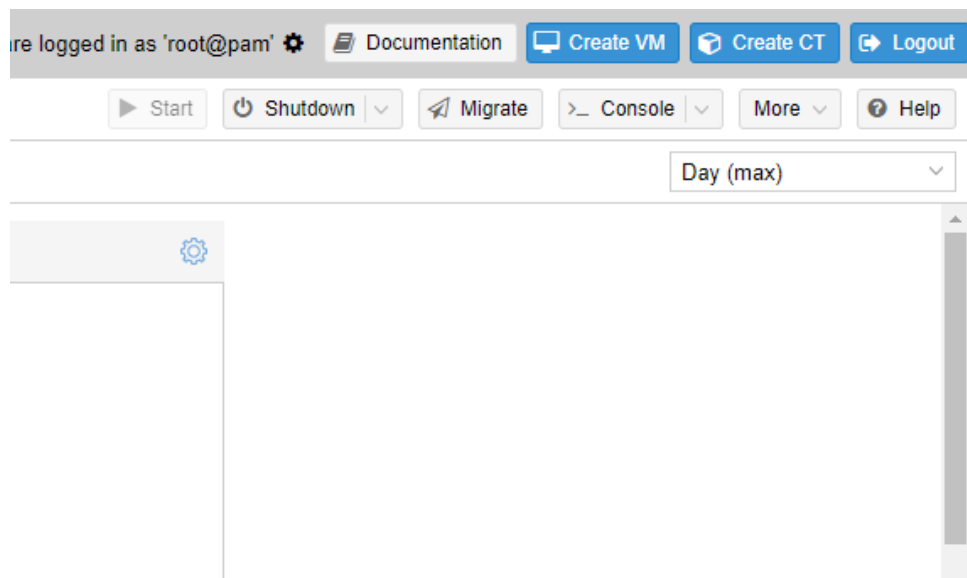 re logged in as 'root@pam' Documentation Create VM Create CT Logout
Start Shutdown Migrate >_ Console More Help
Day (max)